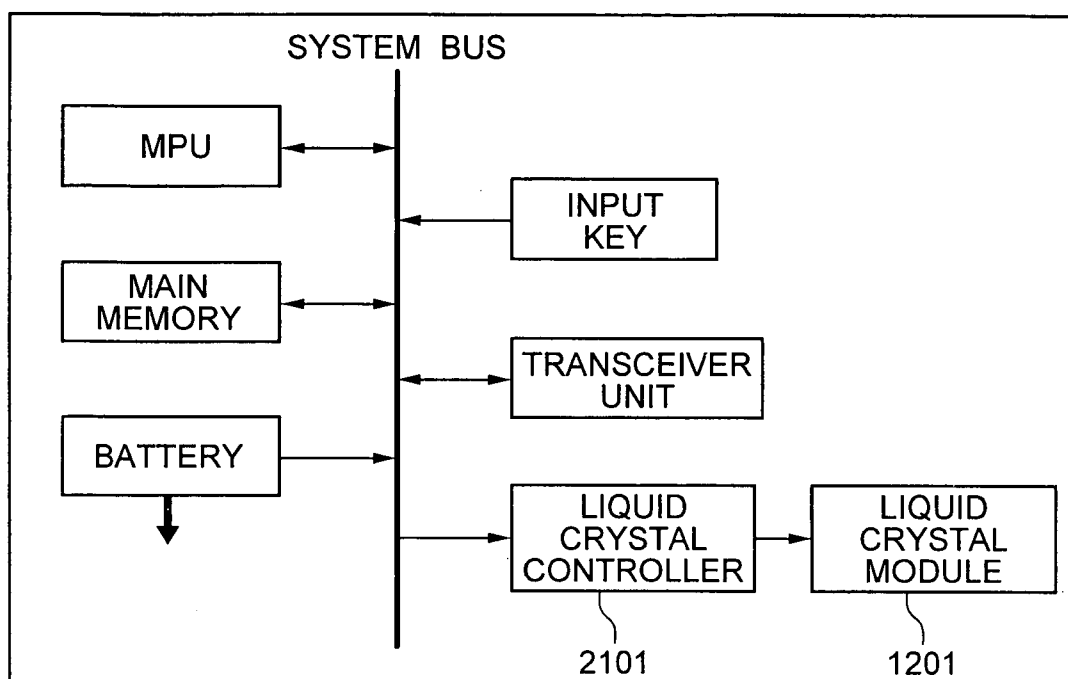 SYSTEM BUS
MPU
INPUT
KEY
MAIN
MEMORY
TRANSCEIVER
UNIT
BATTERY
LIQUID
CRYSTAL
CONTROLLER
LIQUID
CRYSTAL
MODULE
2101
1201